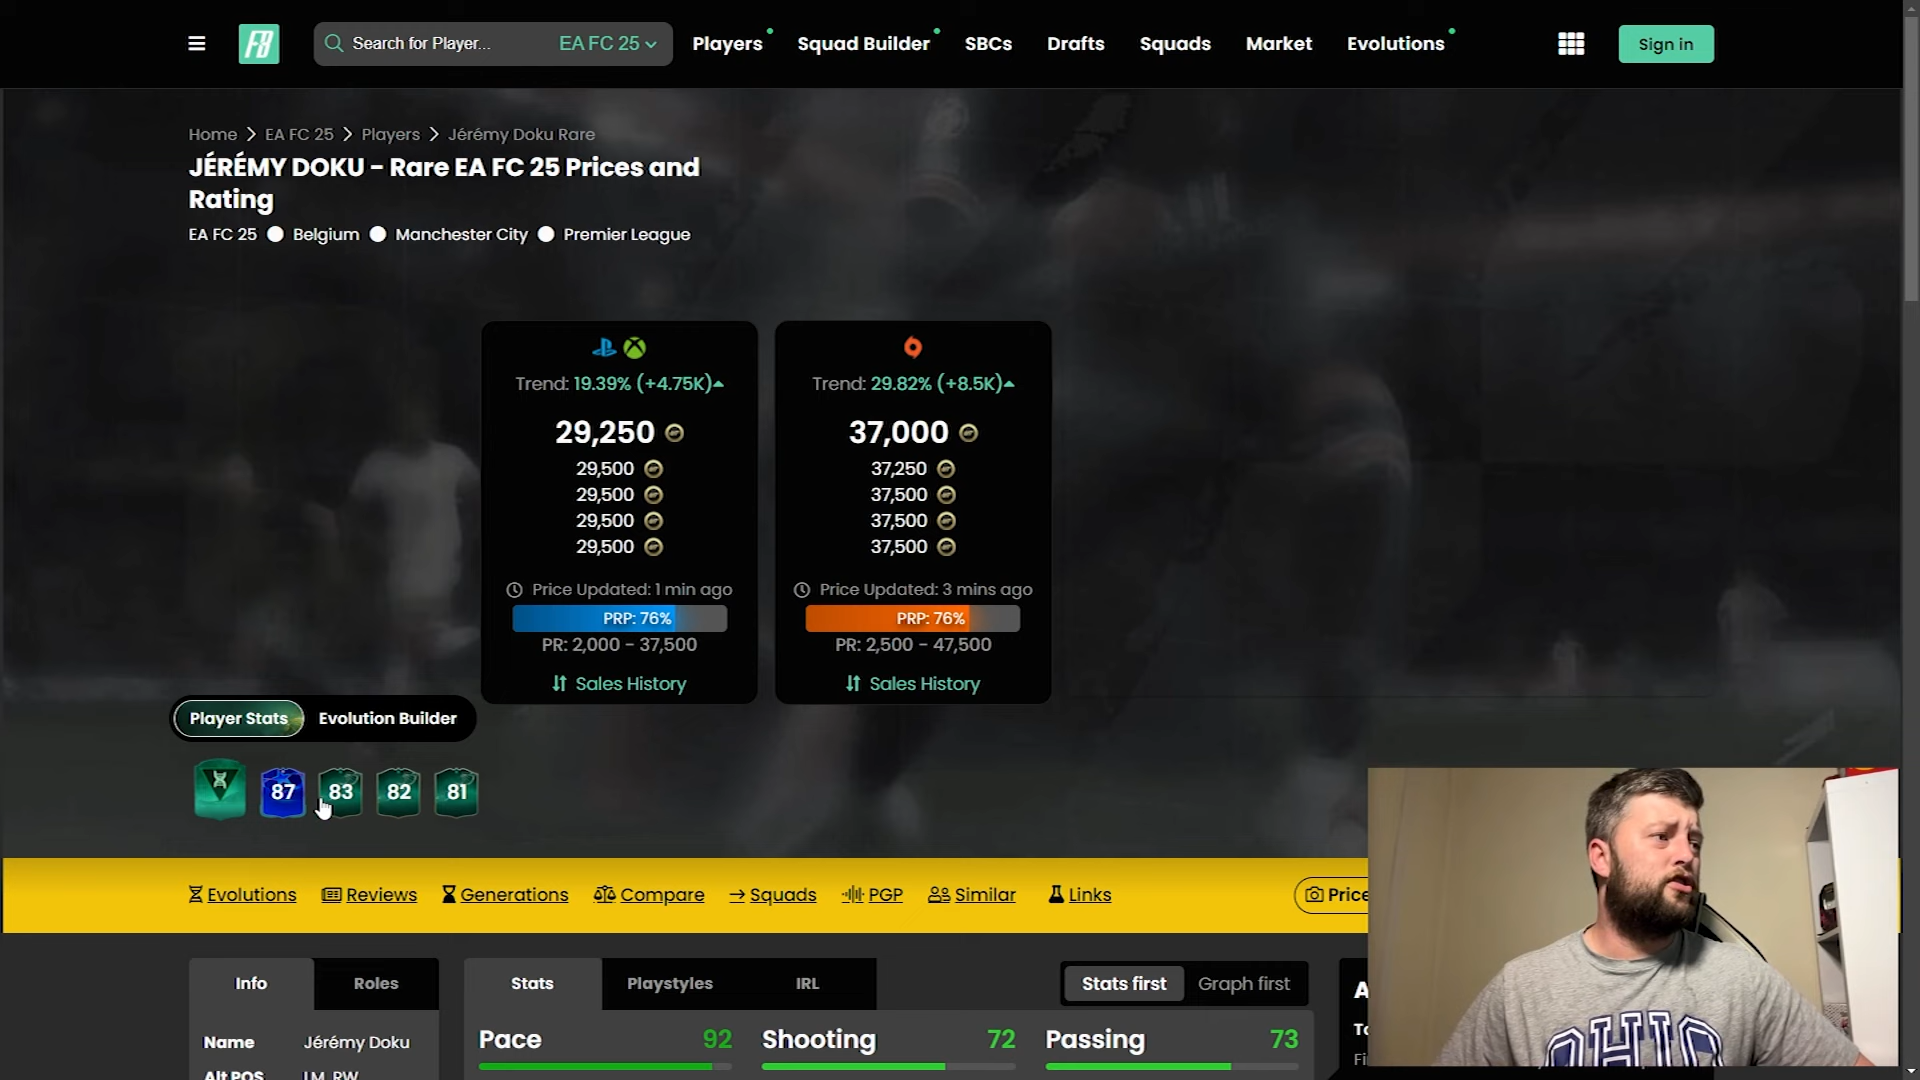 F8
Search for Player...
EA FC 25
Players
Squad Builder
SBCs
Drafts
Squads
Market
Evolutions
Sign in
Home > EA FC 25 > Players > Jérémy Doku Rare
JÉRÉMY DOKU - Rare EA FC 25 Prices and
Rating
EA FC 25 Belgium Manchester City Premier League
Trend: 19.39% (+4.75K)
29,250
29,500
29,500
29,500
29,500
Price Updated: 1 min ago
PRP: 76%
PR: 2,000 - 37,500
Sales History
Trend: 29.82% (+8.5K)
37,000
37,250
37,500
37,500
37,500
Price Updated: 3 mins ago
PRP: 76%
PR: 2,500 - 47,500
Sales History
Player Stats
Evolution Builder
87
83
82
81
Evolutions
Reviews
Generations
Compare
Squads
PGP
Similar
Links
Price
Info
Roles
Name Jérémy Doku
Alt POS LM, RW
Stats
Playstyles
IRL
Stats first
Graph first
Pace 92
Shooting 72
Passing 73
OHIO